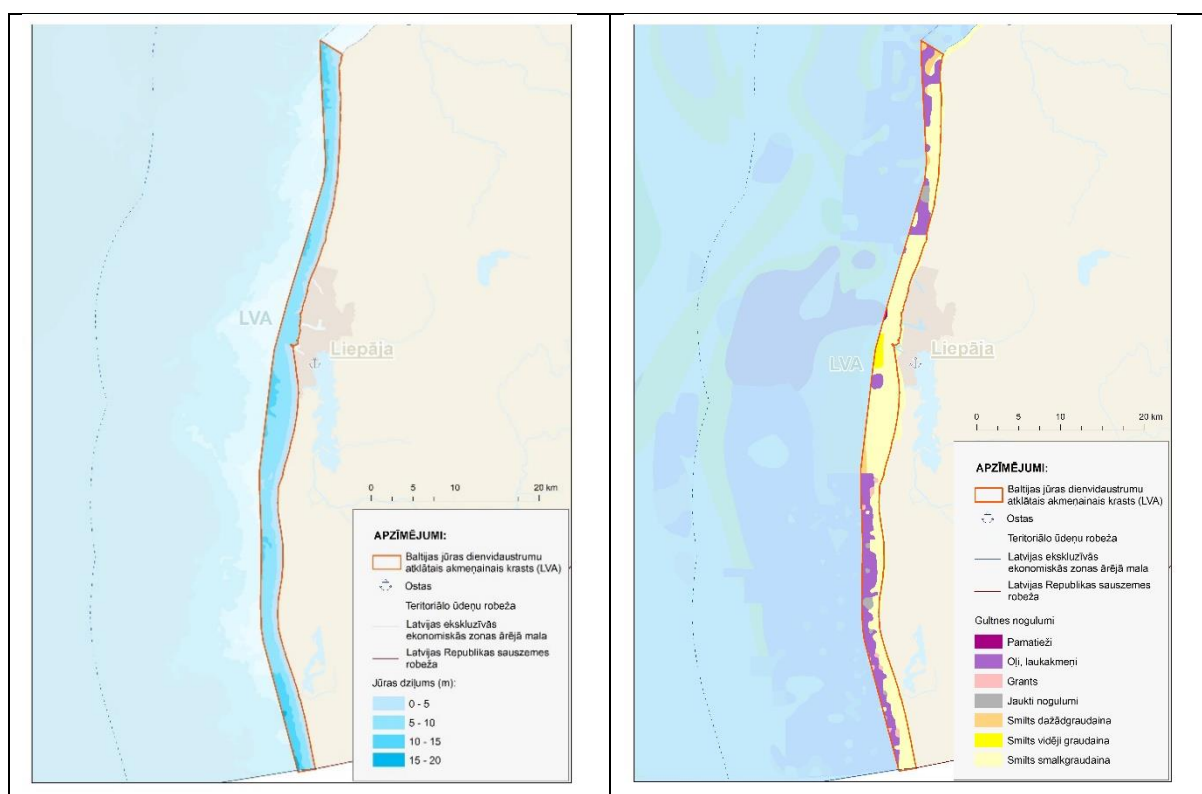 LVA
Liepāja
0 5 10 20 km
APZĪMĒJUMI:
Baltijas jūras dienvidaustrumu
atklātais akmeņainais krasts (LVA)
Ostas
Teritoriālo ūdeņu robeža
Latvijas ekskluzīvās
ekonomiskās zonas ārējā mala
Latvijas Republikas sauszemes
robeža
Jūras dziļums (m):
0 - 5
5 - 10
10 - 15
15 - 20
LVA
Liepāja
0 5 10 20 km
APZĪMĒJUMI:
Baltijas jūras dienvidaustrumu
atklātais akmeņainais krasts (LVA)
Ostas
Teritoriālo ūdeņu robeža
Latvijas ekskluzīvās
ekonomiskās zonas ārējā mala
Latvijas Republikas sauszemes
robeža
Gultnes nogulumi
Pamatieži
Oļi, laukakmeņi
Grants
Jaukti nogulumi
Smilts dažādgraudaina
Smilts vidēji graudaina
Smilts smalkgraudaina